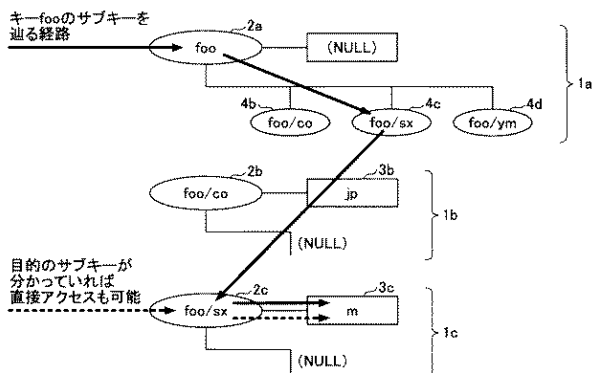 キーfooのサブキーを
辿る経路
2a
foo
(NULL)
1a
4b
4c
4d
foo/co
foo/sx
foo/ym
2b
3b
foo/co
jp
1b
(NULL)
目的のサブキーが
分かっていれば
直接アクセスも可能
2c
3c
foo/sx
m
1c
(NULL)